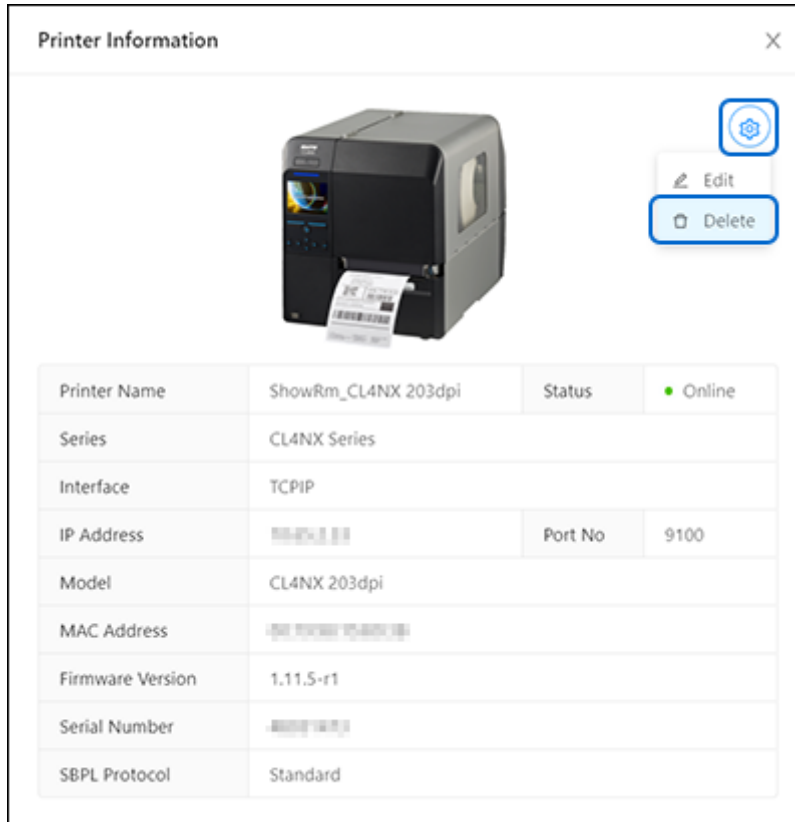 Printer Information
Edit
Delete
Printer Name ShowRm_CL4NX 203dpi Status Online
Series CL4NX Series
Interface TCPIP
IP Address Port No 9100
Model CL4NX 203dpi
MAC Address
Firmware Version 1.11.5-r1
Serial Number
SBPL Protocol Standard